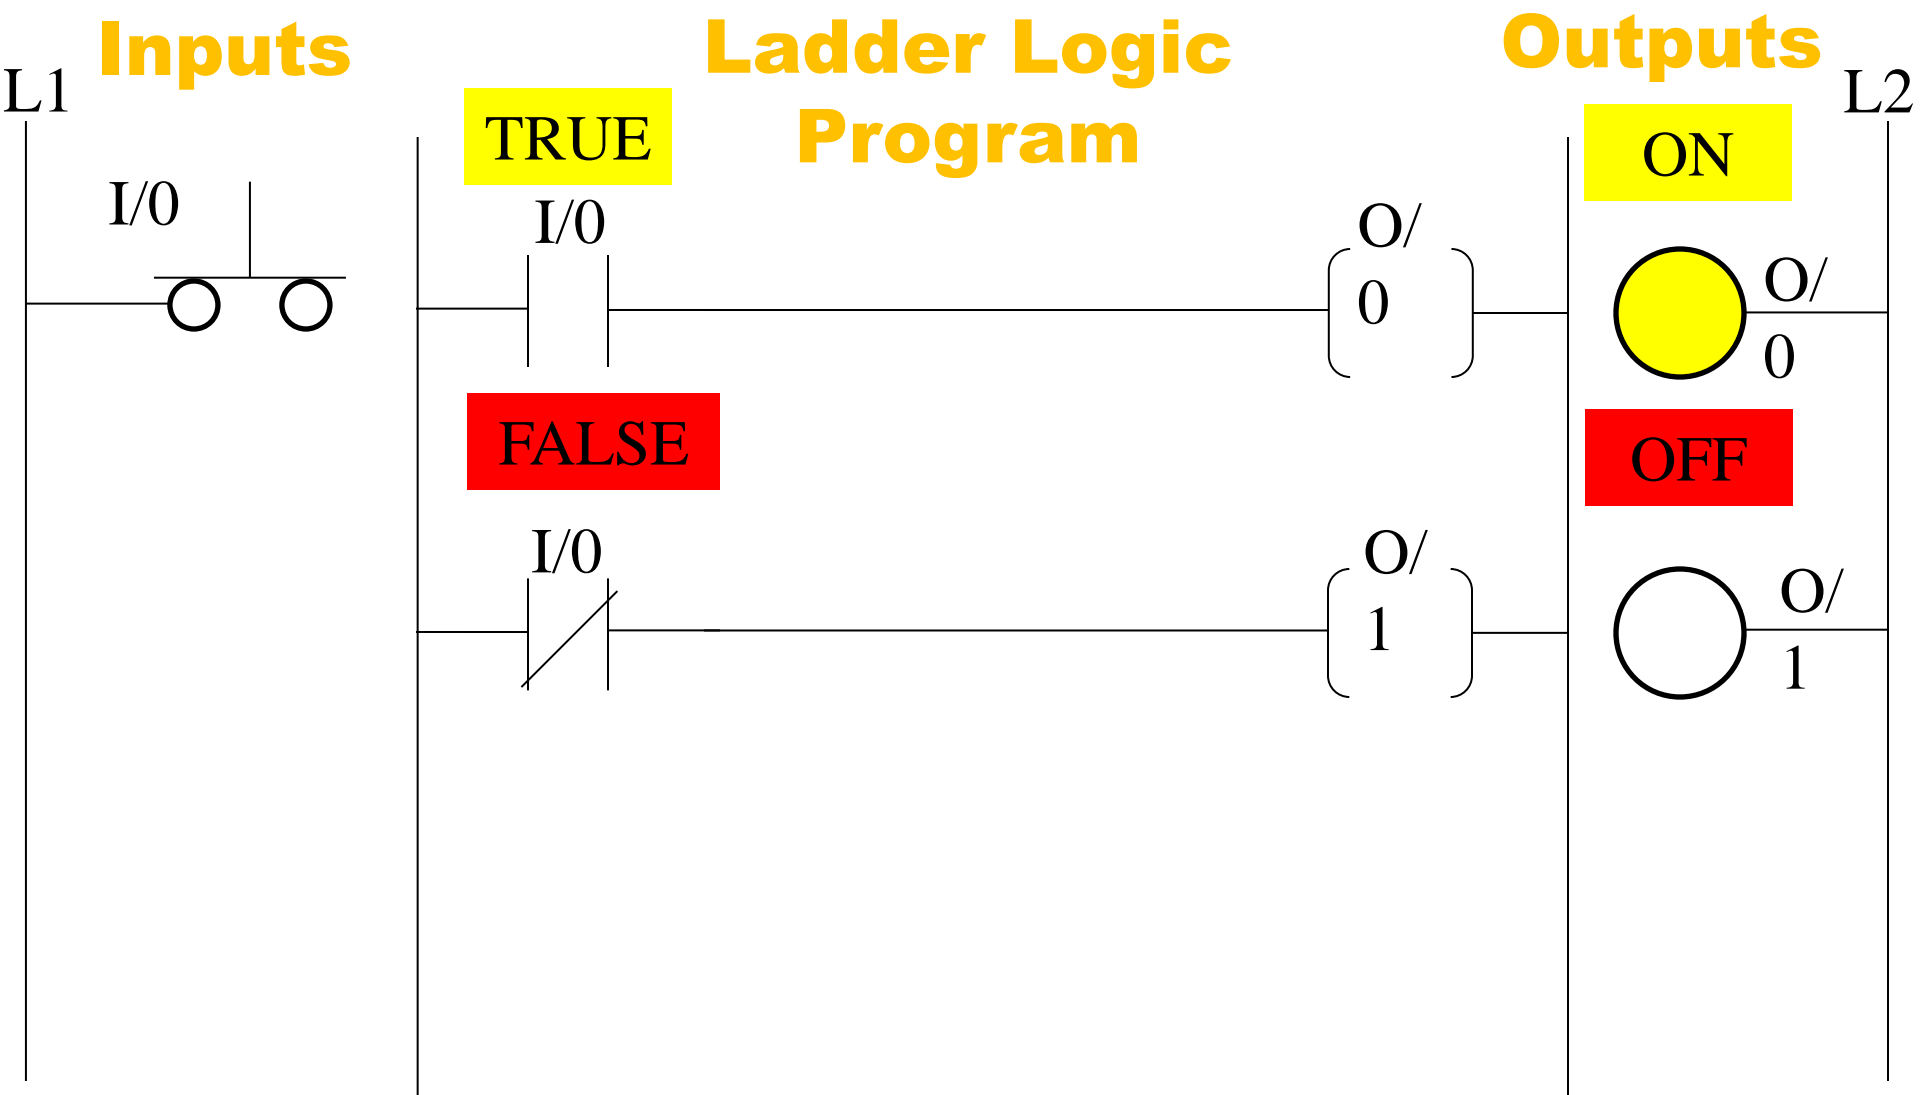 Inputs
Ladder Logic
Program
Outputs
L1
L2
TRUE
ON
I/0
I/0
O/
0
O/
0
FALSE
OFF
I/0
O/
1
O/
1